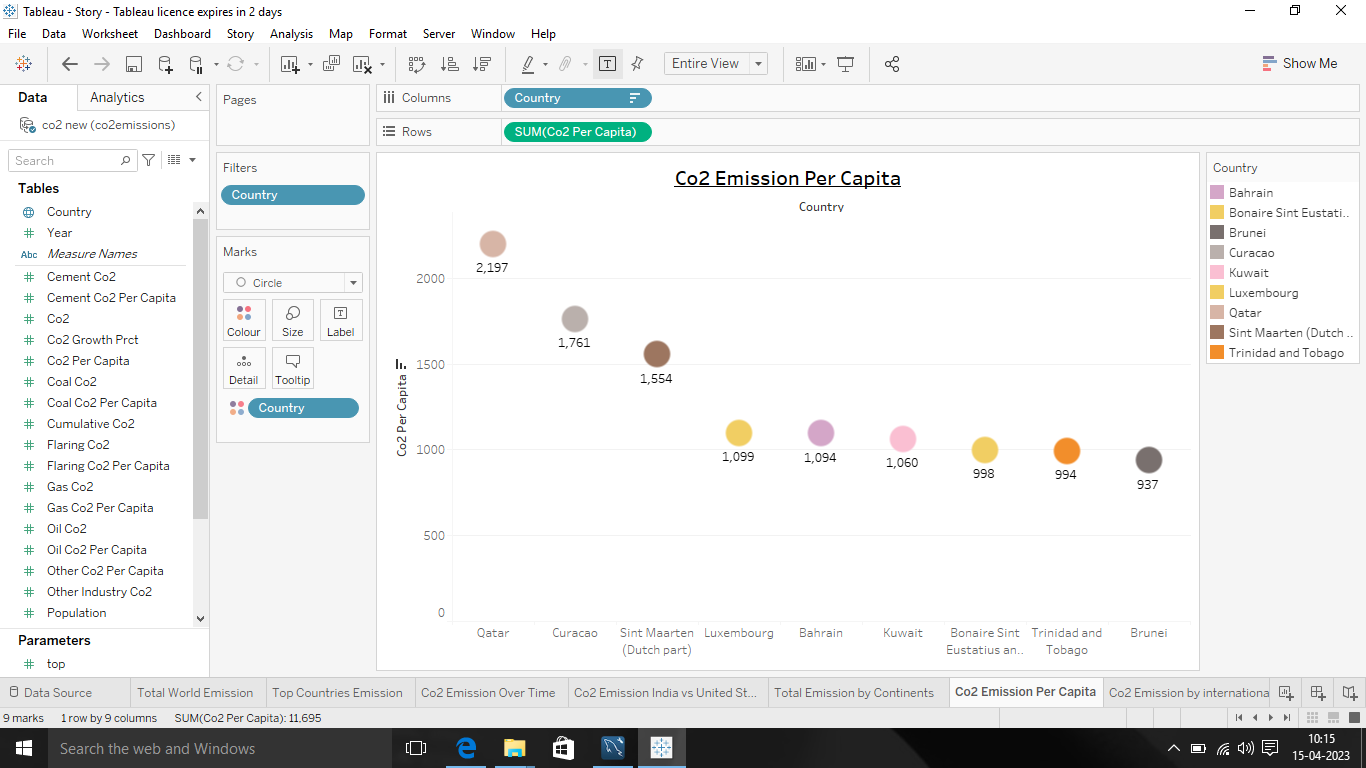 Tableau - Story - Tableau licence expires in 2 days
File Data Worksheet Dashboard Story Analysis Map Format Server Window Help
Entire View
Show Me
Data Analytics
co2 new (co2emissions)
Search
Tables
Country
Year
Abc Measure Names
Cement Co2
Cement Co2 Per Capita
Co2
Co2 Growth Prct
Co2 Per Capita
Coal Co2
Coal Co2 Per Capita
Cumulative Co2
Flaring Co2
Flaring Co2 Per Capita
Gas Co2
Gas Co2 Per Capita
Oil Co2
Oil Co2 Per Capita
Other Co2 Per Capita
Other Industry Co2
Population
Parameters
top
Pages
Filters
Country
Marks
Circle
Colour Size Label
Detail Tooltip
Country
Columns Country
Rows SUM(Co2 Per Capita)
Co2 Emission Per Capita
Country
Co2 Per Capita
2000
1500
1000
500
0
2,197
1,761
1,554
1,099
1,094
1,060
998
994
937
Qatar
Curacao
Sint Maarten
(Dutch part)
Luxembourg
Bahrain
Kuwait
Bonaire Sint
Eustatius an..
Trinidad and
Tobago
Brunei
Country
Bahrain
Bonaire Sint Eustati..
Brunei
Curacao
Kuwait
Luxembourg
Qatar
Sint Maarten (Dutch ..
Trinidad and Tobago
Data Source Total World Emission Top Countries Emission Co2 Emission Over Time Co2 Emission India vs United St... Total Emission by Continents Co2 Emission Per Capita Co2 Emission by internationa
9 marks 1 row by 9 columns SUM(Co2 Per Capita): 11,695
Search the web and Windows
10:15
15-04-2023